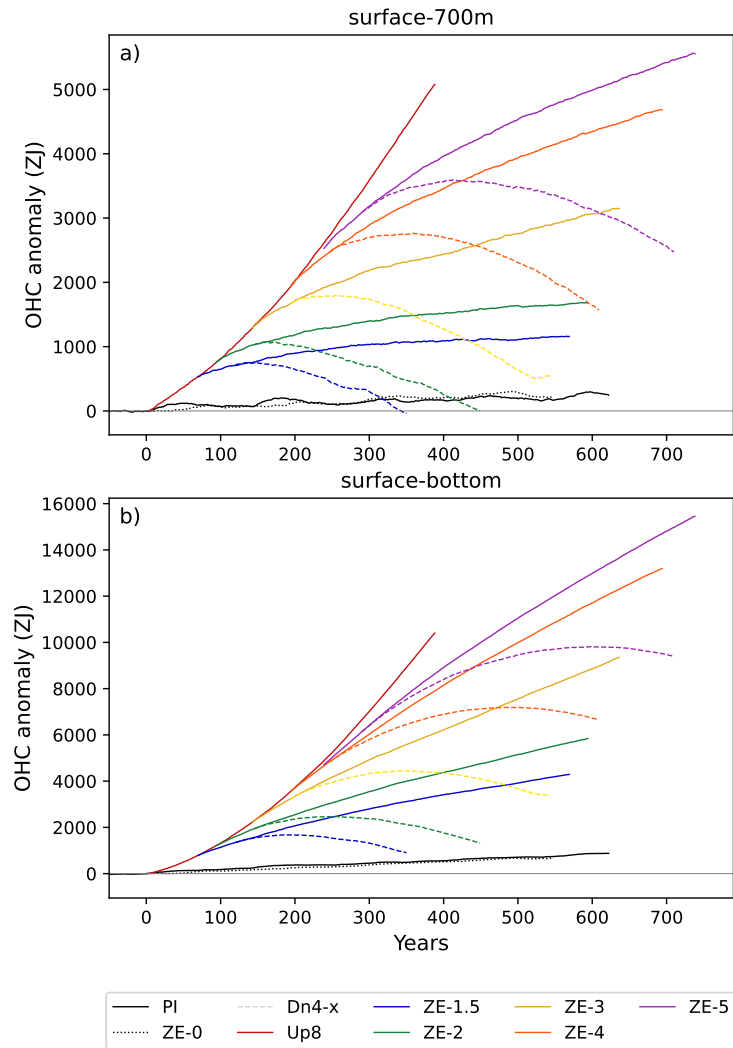 surface-700m
a)
OHC anomaly (ZJ)
5000
4000
3000
2000
1000
0
0 100 200 300 400 500 600 700
surface-bottom
b)
OHC anomaly (ZJ)
16000
14000
12000
10000
8000
6000
4000
2000
0
0 100 200 300 400 500 600 700
Years
PI Dn4-x ZE-1.5 ZE-3 ZE-5
ZE-0 Up8 ZE-2 ZE-4